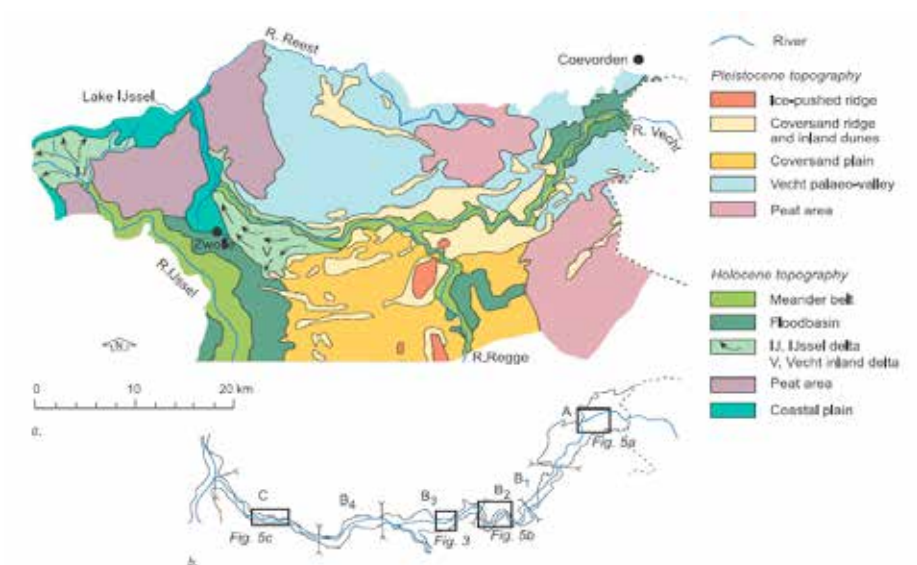 R. Reest
Coevorden
Lake IJssel
R. Vecht
IJ
Zwolle
V
R.IJssel
N
R.Regge
0 10 20 km
a.
River
Pleistocene topography
Ice-pushed ridge
Coversand ridge
and inland dunes
Coversand plain
Vecht palaeo-valley
Peat area
Holocene topography
Meander belt
Floodbasin
IJ, IJssel delta
V, Vecht inland delta
Peat area
Coastal plain
A
Fig. 5a
B1
B2
B3
B4
C
Fig. 5c
Fig. 3
Fig. 5b
b.